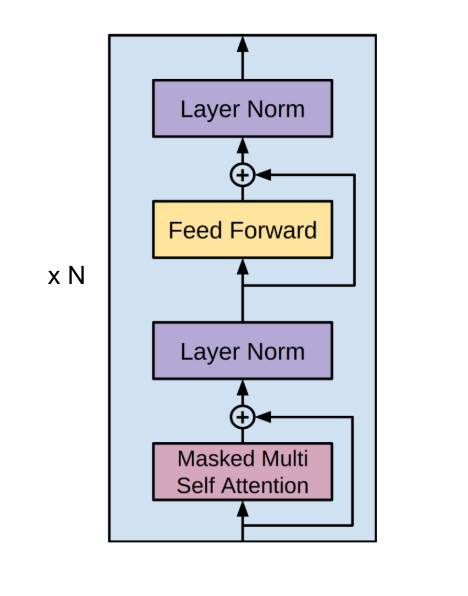 Layer Norm
+
Feed Forward
x N
Layer Norm
+
Masked Multi
Self Attention